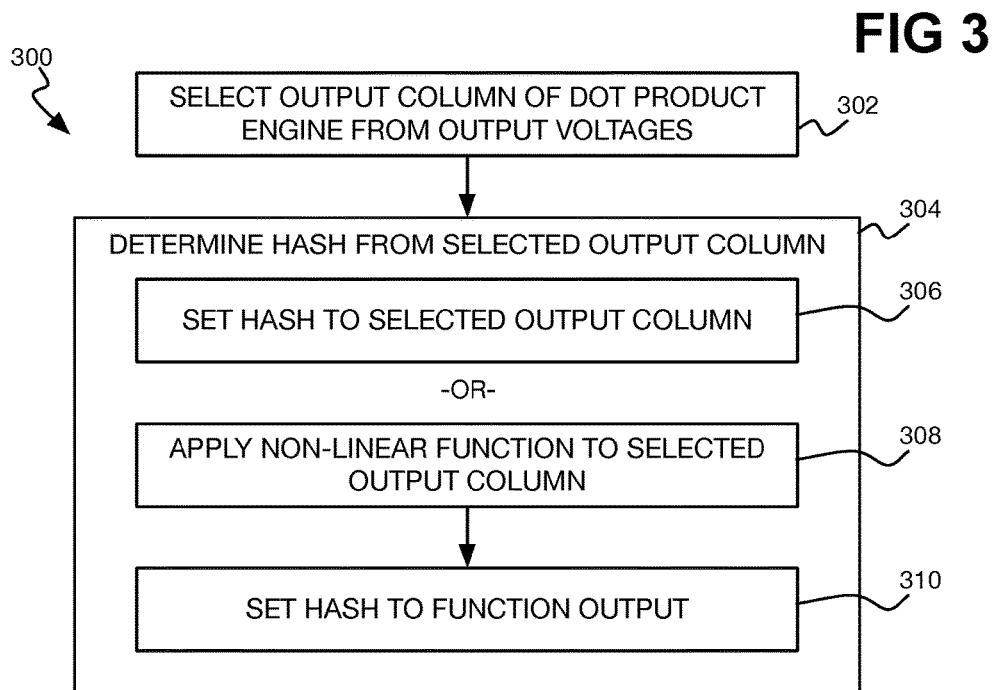 FIG 3
300
SELECT OUTPUT COLUMN OF DOT PRODUCT
ENGINE FROM OUTPUT VOLTAGES
302
304
DETERMINE HASH FROM SELECTED OUTPUT COLUMN
306
SET HASH TO SELECTED OUTPUT COLUMN
-OR-
308
APPLY NON-LINEAR FUNCTION TO SELECTED
OUTPUT COLUMN
310
SET HASH TO FUNCTION OUTPUT